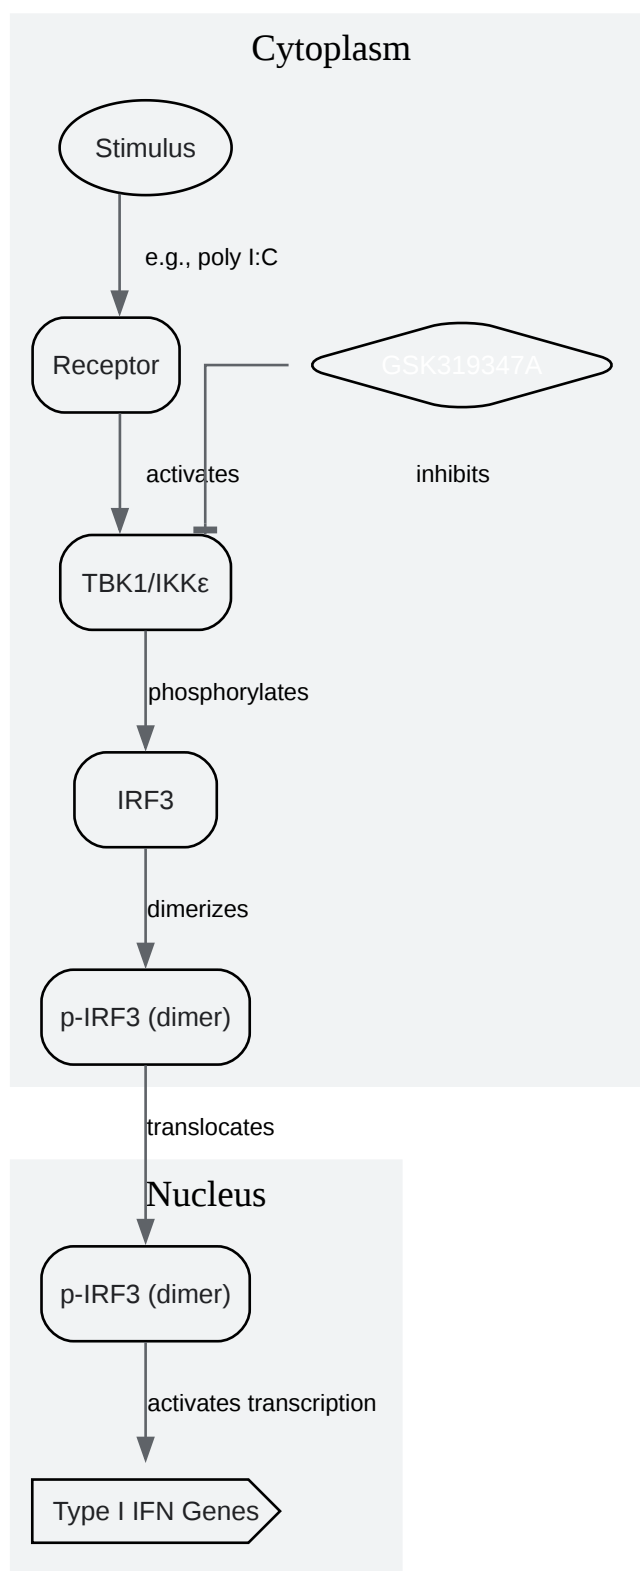 Cytoplasm
Stimulus
e.g., poly I:C
Receptor
GSK319347A
activates
inhibits
TBK1/IKKε
phosphorylates
IRF3
dimerizes
p-IRF3 (dimer)
translocates
Nucleus
p-IRF3 (dimer)
activates transcription
Type I IFN Genes